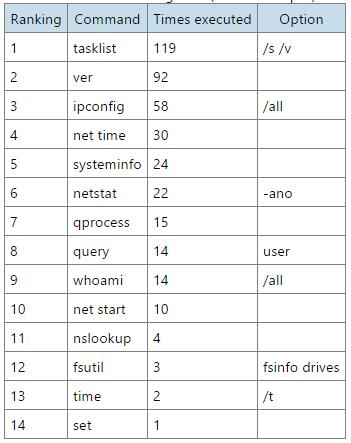 Ranking Command Times executed Option
1 tasklist 119 /s /v
2 ver 92
3 ipconfig 58 /all
4 net time 30
5 systeminfo 24
6 netstat 22 -ano
7 qprocess 15
8 query 14 user
9 whoami 14 /all
10 net start 10
11 nslookup 4
12 fsutil 3 fsinfo drives
13 time 2 /t
14 set 1